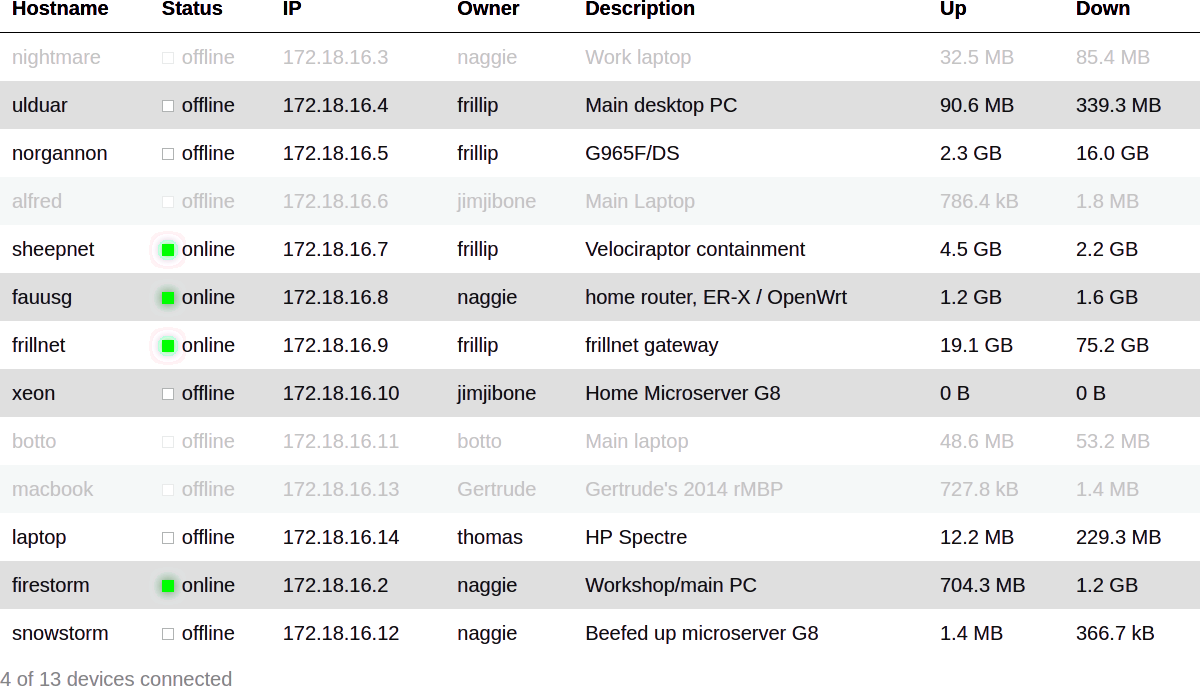 Hostname Status IP Owner Description Up Down
nightmare offline 172.18.16.3 naggie Work laptop 32.5 MB 85.4 MB
ulduar offline 172.18.16.4 frillip Main desktop PC 90.6 MB 339.3 MB
norgannon offline 172.18.16.5 frillip G965F/DS 2.3 GB 16.0 GB
alfred offline 172.18.16.6 jimjibone Main Laptop 786.4 kB 1.8 MB
sheepnet online 172.18.16.7 frillip Velociraptor containment 4.5 GB 2.2 GB
fauusg online 172.18.16.8 naggie home router, ER-X / OpenWrt 1.2 GB 1.6 GB
frillnet online 172.18.16.9 frillip frillnet gateway 19.1 GB 75.2 GB
xeon offline 172.18.16.10 jimjibone Home Microserver G8 0 B 0 B
botto offline 172.18.16.11 botto Main laptop 48.6 MB 53.2 MB
macbook offline 172.18.16.13 Gertrude Gertrude's 2014 rMBP 727.8 kB 1.4 MB
laptop offline 172.18.16.14 thomas HP Spectre 12.2 MB 229.3 MB
firestorm online 172.18.16.2 naggie Workshop/main PC 704.3 MB 1.2 GB
snowstorm offline 172.18.16.12 naggie Beefed up microserver G8 1.4 MB 366.7 kB
4 of 13 devices connected